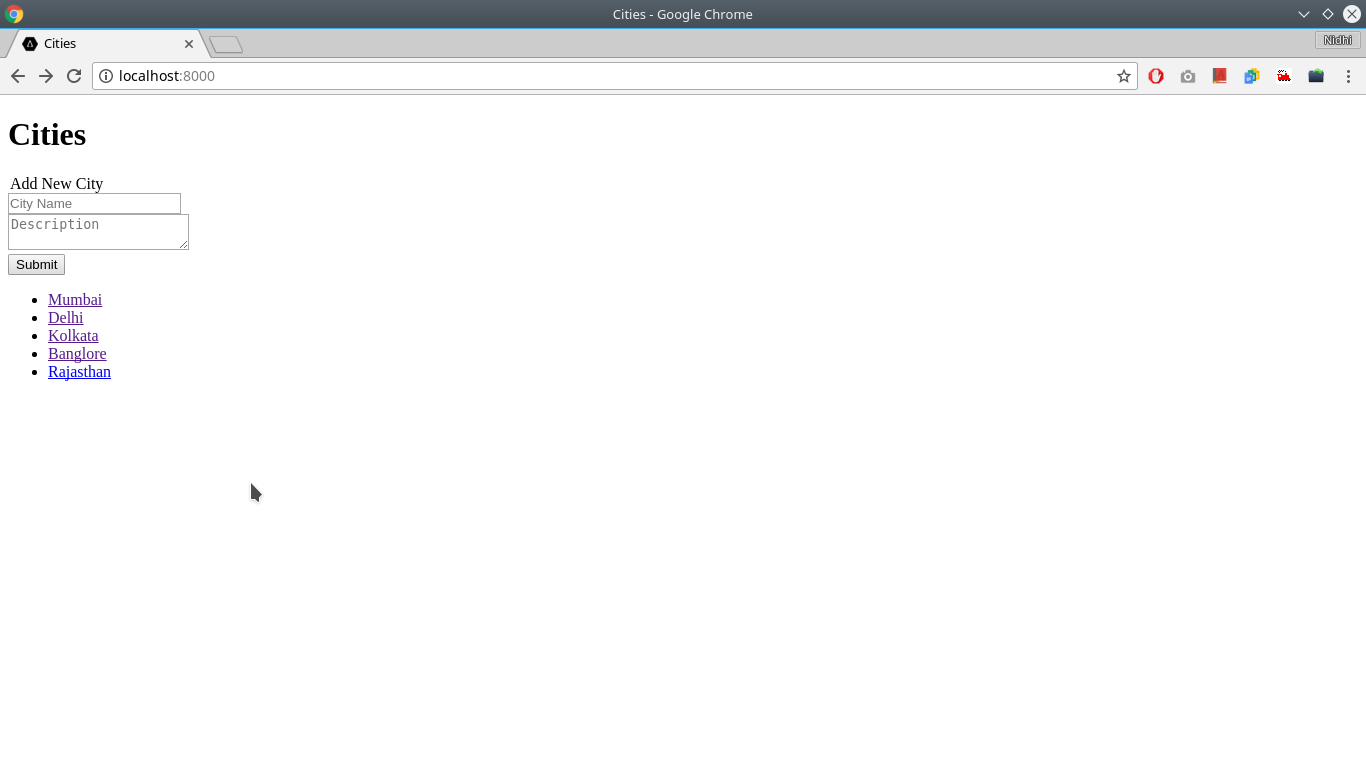 Cities - Google Chrome
Cities
Nidhi
localhost:8000
Cities
Add New City
City Name
Description
Submit
Mumbai
Delhi
Kolkata
Banglore
Rajasthan